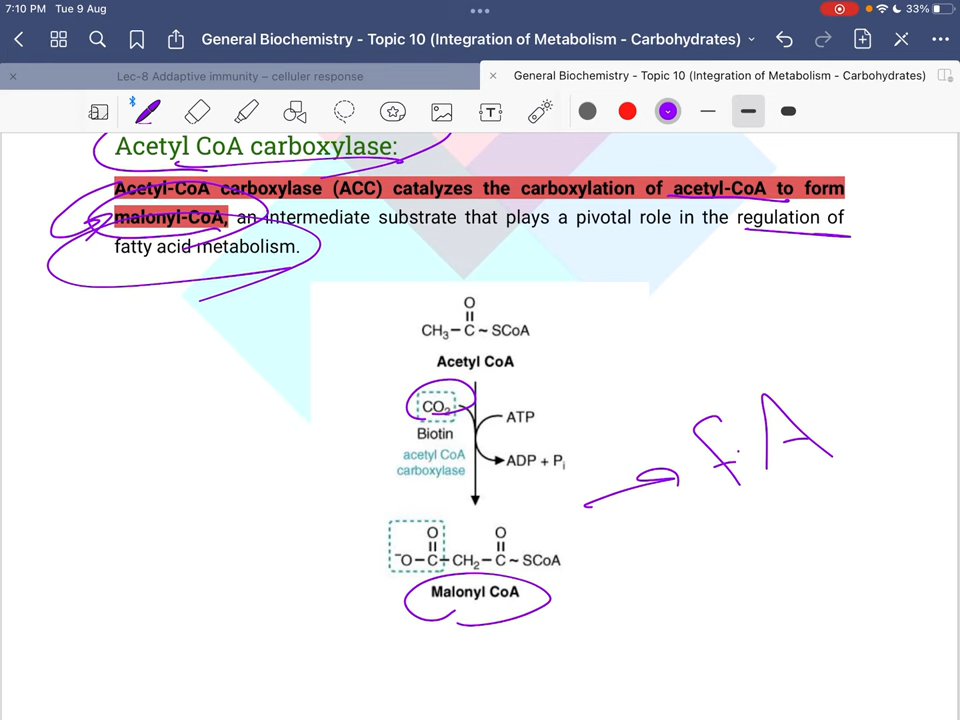 7:10 PM Tue 9 Aug
33%
General Biochemistry - Topic 10 (Integration of Metabolism - Carbohydrates)
Lec-8 Addaptive immunity – celluler response
General Biochemistry - Topic 10 (Integration of Metabolism - Carbohydrates)
Acetyl CoA carboxylase:
Acetyl-CoA carboxylase (ACC) catalyzes the carboxylation of acetyl-CoA to form
malonyl-CoA, an intermediate substrate that plays a pivotal role in the regulation of
fatty acid metabolism.
O
CH₃–C~SCoA
Acetyl CoA
CO₂
ATP
Biotin
acetyl CoA
carboxylase
ADP + Pᵢ
f.A
O O
⁻O–C–CH₂–C~SCoA
Malonyl CoA